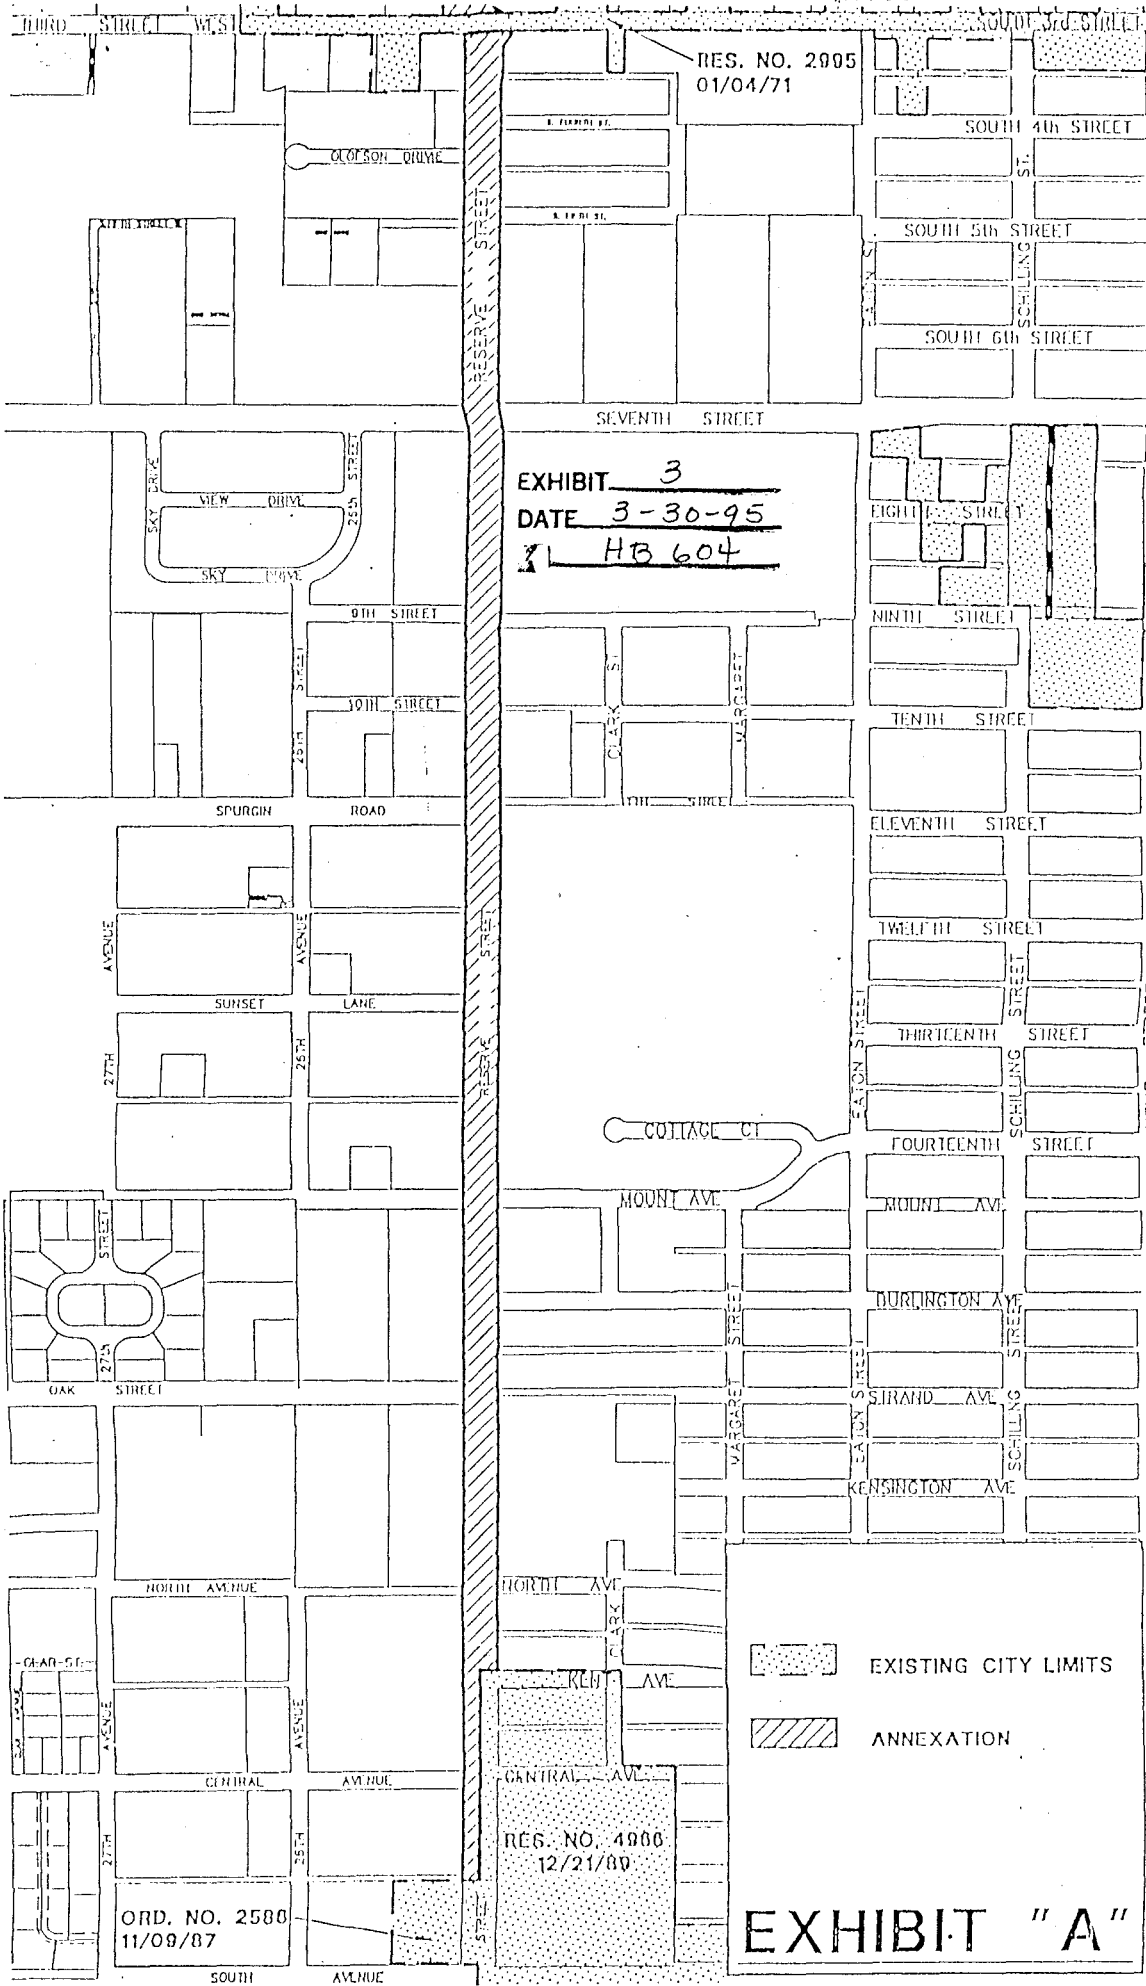 THIRD STREET WEST
SOUTH 3rd STREET
RES. NO. 2995
01/04/71
SOUTH 4th STREET
OLOFSON DRIVE
ST.
RESERVE STREET
SOUTH 5th STREET
EATON ST
SCHILLING
SOUTH 6th STREET
SEVENTH STREET
SKY DRIVE
VIEW DRIVE
25th STREET
SKY DRIVE
EXHIBIT 3
DATE 3-30-95
HB 604
EIGHTH STREET
9TH STREET
NINTH STREET
25TH STREET
10TH STREET
CLARK ST
MARGARET
TENTH STREET
SPURGIN ROAD
ELEVENTH STREET
27TH AVENUE
25TH AVENUE
RESERVE STREET
TWELFTH STREET
SUNSET LANE
EATON STREET
SCHILLING STREET
THIRTEENTH STREET
COTTAGE CT
FOURTEENTH STREET
MOUNT AVE
MOUNT AVE
27th STREET
MARGARET STREET
BURLINGTON AVE
OAK STREET
EATON STREET
STRAND AVE
SCHILLING STREET
KENSINGTON AVE
NORTH AVENUE
NORTH AVE
CLARK
KENT AVE
EXISTING CITY LIMITS
ANNEXATION
27TH AVENUE
25TH AVENUE
CENTRAL AVENUE
CENTRAL AVE
RES. NO. 4988
12/21/89
ORD. NO. 2580
11/09/87
SOUTH AVENUE
EXHIBIT "A"